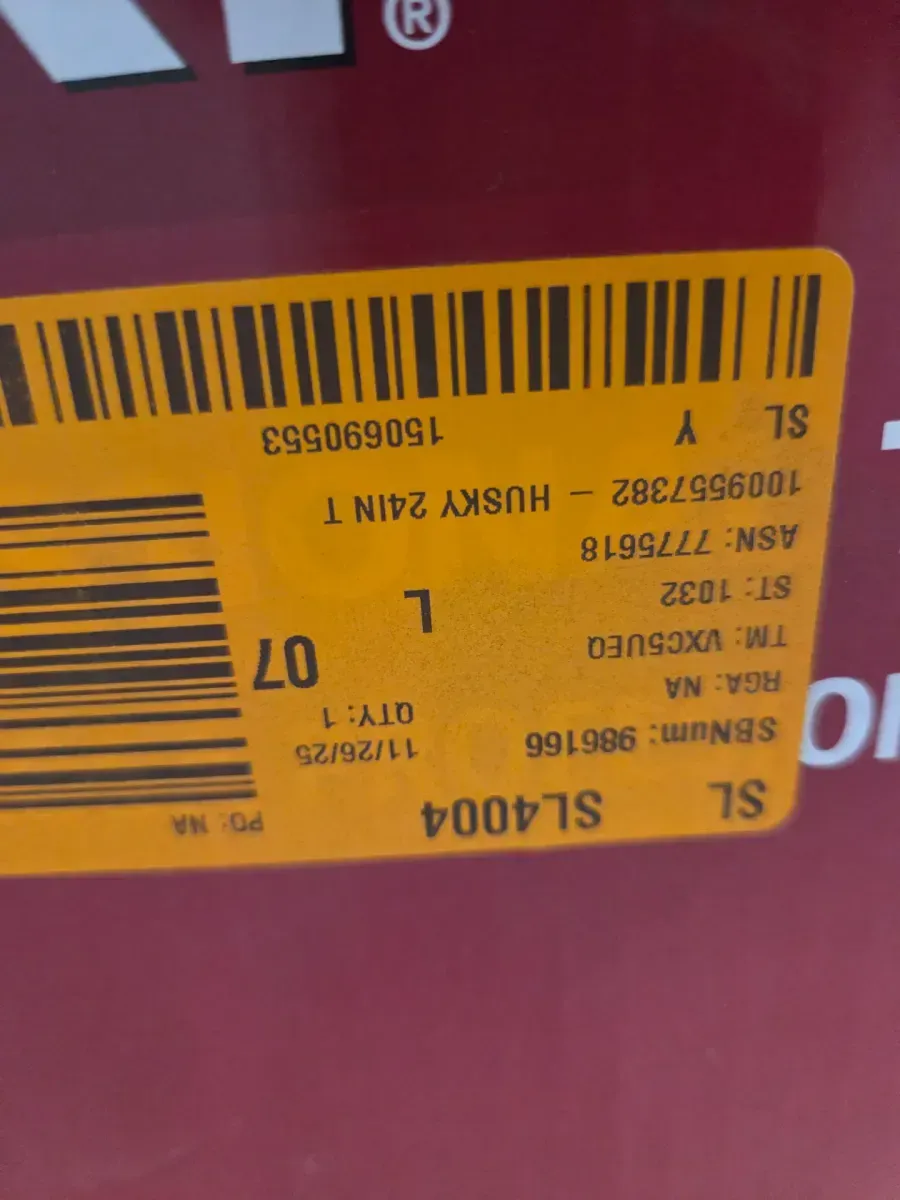 ®
SL SL4004 PO: NA
SBNum: 986166 11/26/25
RGA: NA QTY: 1
TM: VXC5UEQ 07
ST: 1032 L
ASN: 7775618
1009557382 - HUSKY 24IN T
SL Y 150690553